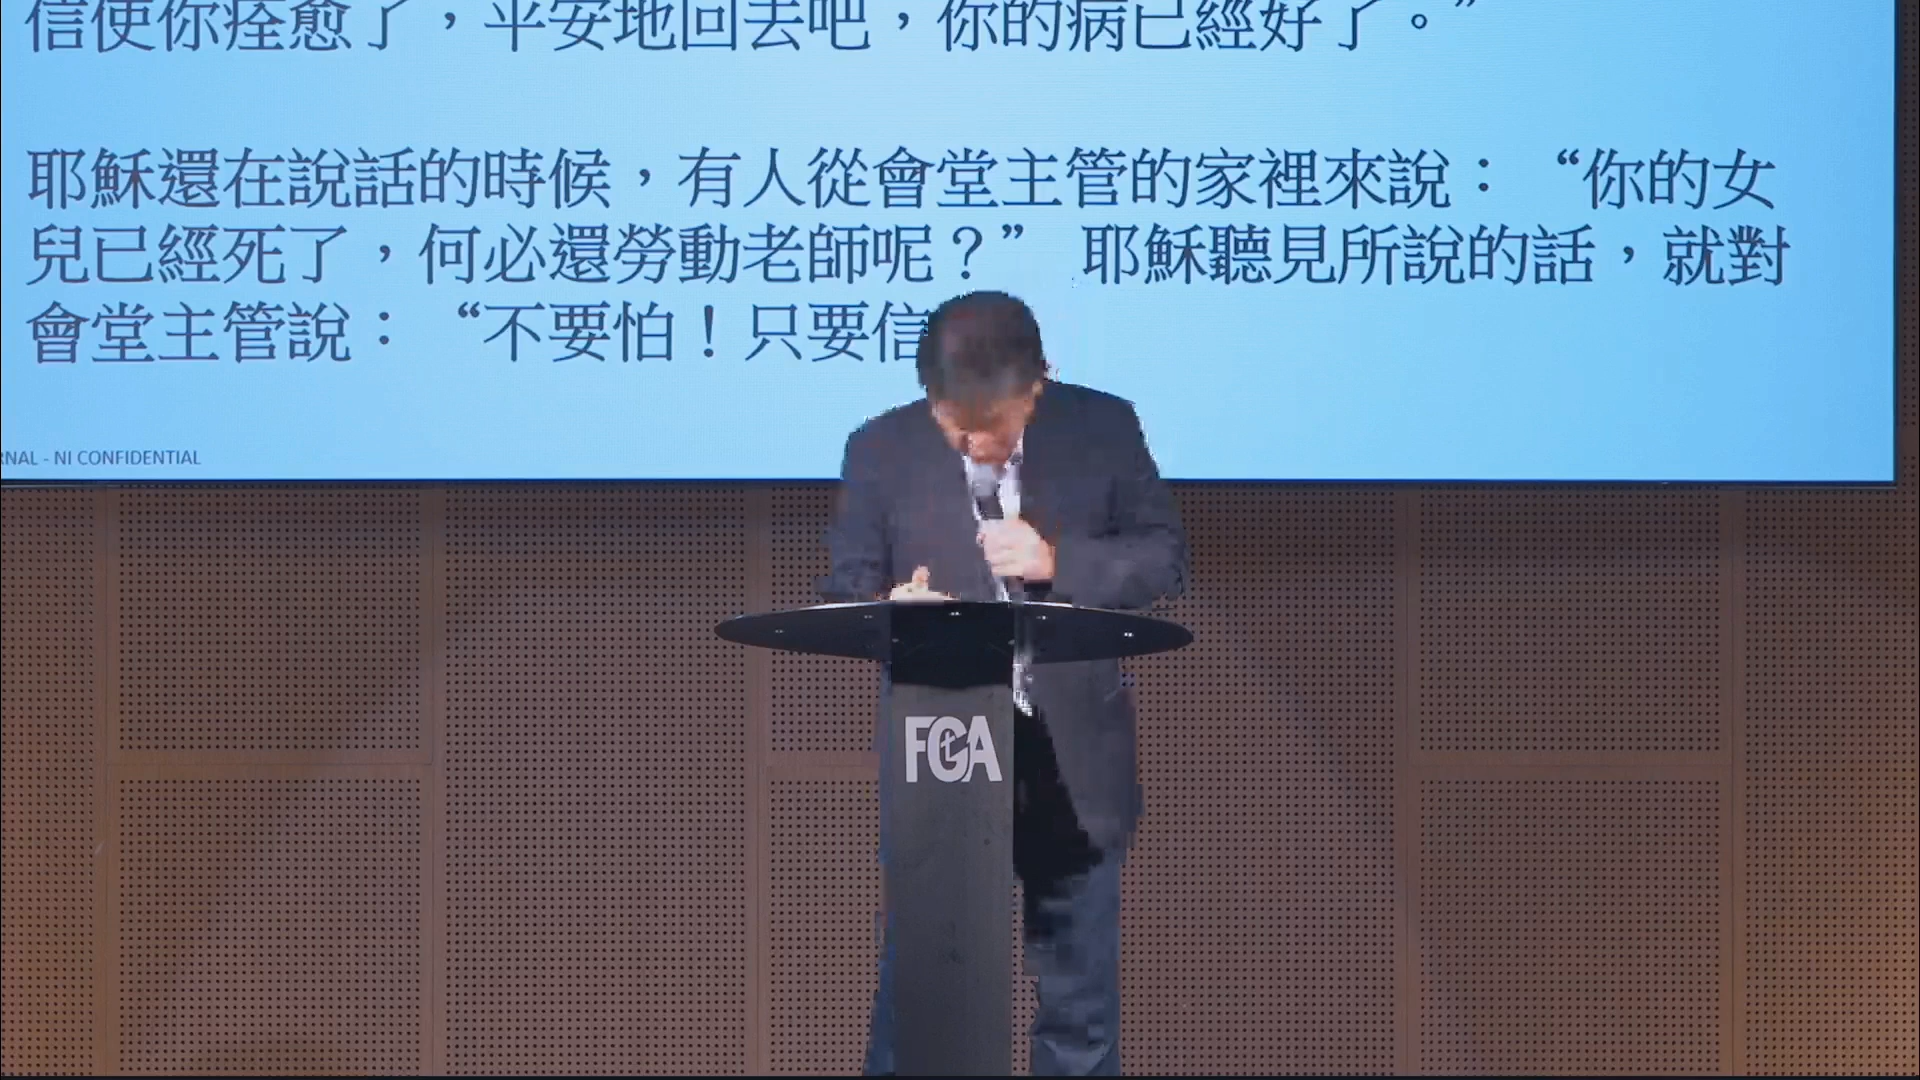 信使你痊愈了，平安地回去吧，你的病已經好了。”
耶穌還在說話的時候，有人從會堂主管的家裡來說：“你的女
兒已經死了，何必還勞動老師呢？” 耶穌聽見所說的話，就對
會堂主管說：“不要怕！只要信
RNAL - NI CONFIDENTIAL
FGA